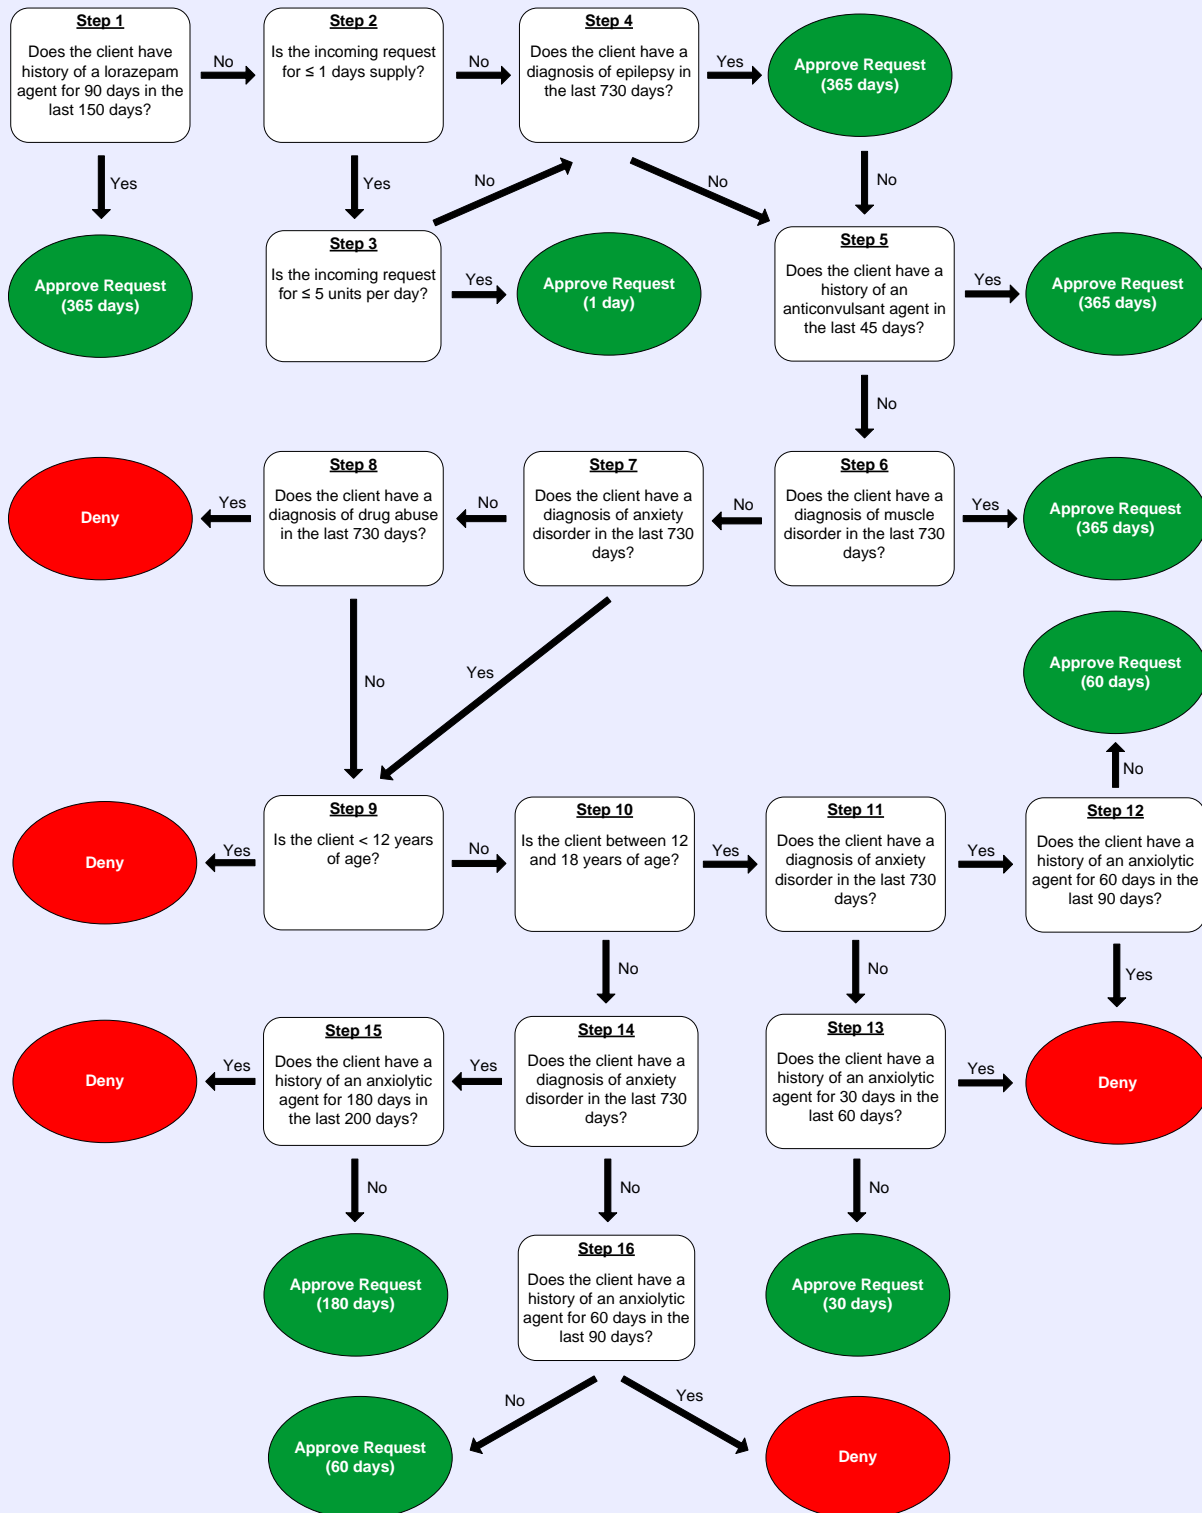 Step 1
Does the client have
history of a lorazepam
agent for 90 days in the
last 150 days?
No
Step 2
Is the incoming request
for ≤ 1 days supply?
No
Step 4
Does the client have a
diagnosis of epilepsy in
the last 730 days?
Yes
Approve Request
(365 days)
Yes
Yes
No
No
No
Approve Request
(365 days)
Step 3
Is the incoming request
for ≤ 5 units per day?
Yes
Approve Request
(1 day)
Step 5
Does the client have a
history of an
anticonvulsant agent in
the last 45 days?
Yes
Approve Request
(365 days)
No
Deny
Yes
Step 8
Does the client have a
diagnosis of drug abuse
in the last 730 days?
No
Step 7
Does the client have a
diagnosis of anxiety
disorder in the last 730
days?
No
Step 6
Does the client have a
diagnosis of muscle
disorder in the last 730
days?
Yes
Approve Request
(365 days)
No
Yes
Approve Request
(60 days)
No
Deny
Yes
Step 9
Is the client < 12 years
of age?
No
Step 10
Is the client between 12
and 18 years of age?
Yes
Step 11
Does the client have a
diagnosis of anxiety
disorder in the last 730
days?
Yes
Step 12
Does the client have a
history of an anxiolytic
agent for 60 days in the
last 90 days?
No
No
Yes
Deny
Yes
Step 15
Does the client have a
history of an anxiolytic
agent for 180 days in
the last 200 days?
Yes
Step 14
Does the client have a
diagnosis of anxiety
disorder in the last 730
days?
Step 13
Does the client have a
history of an anxiolytic
agent for 30 days in the
last 60 days?
Yes
Deny
No
No
No
Approve Request
(180 days)
Step 16
Does the client have a
history of an anxiolytic
agent for 60 days in the
last 90 days?
Approve Request
(30 days)
No
Yes
Approve Request
(60 days)
Deny